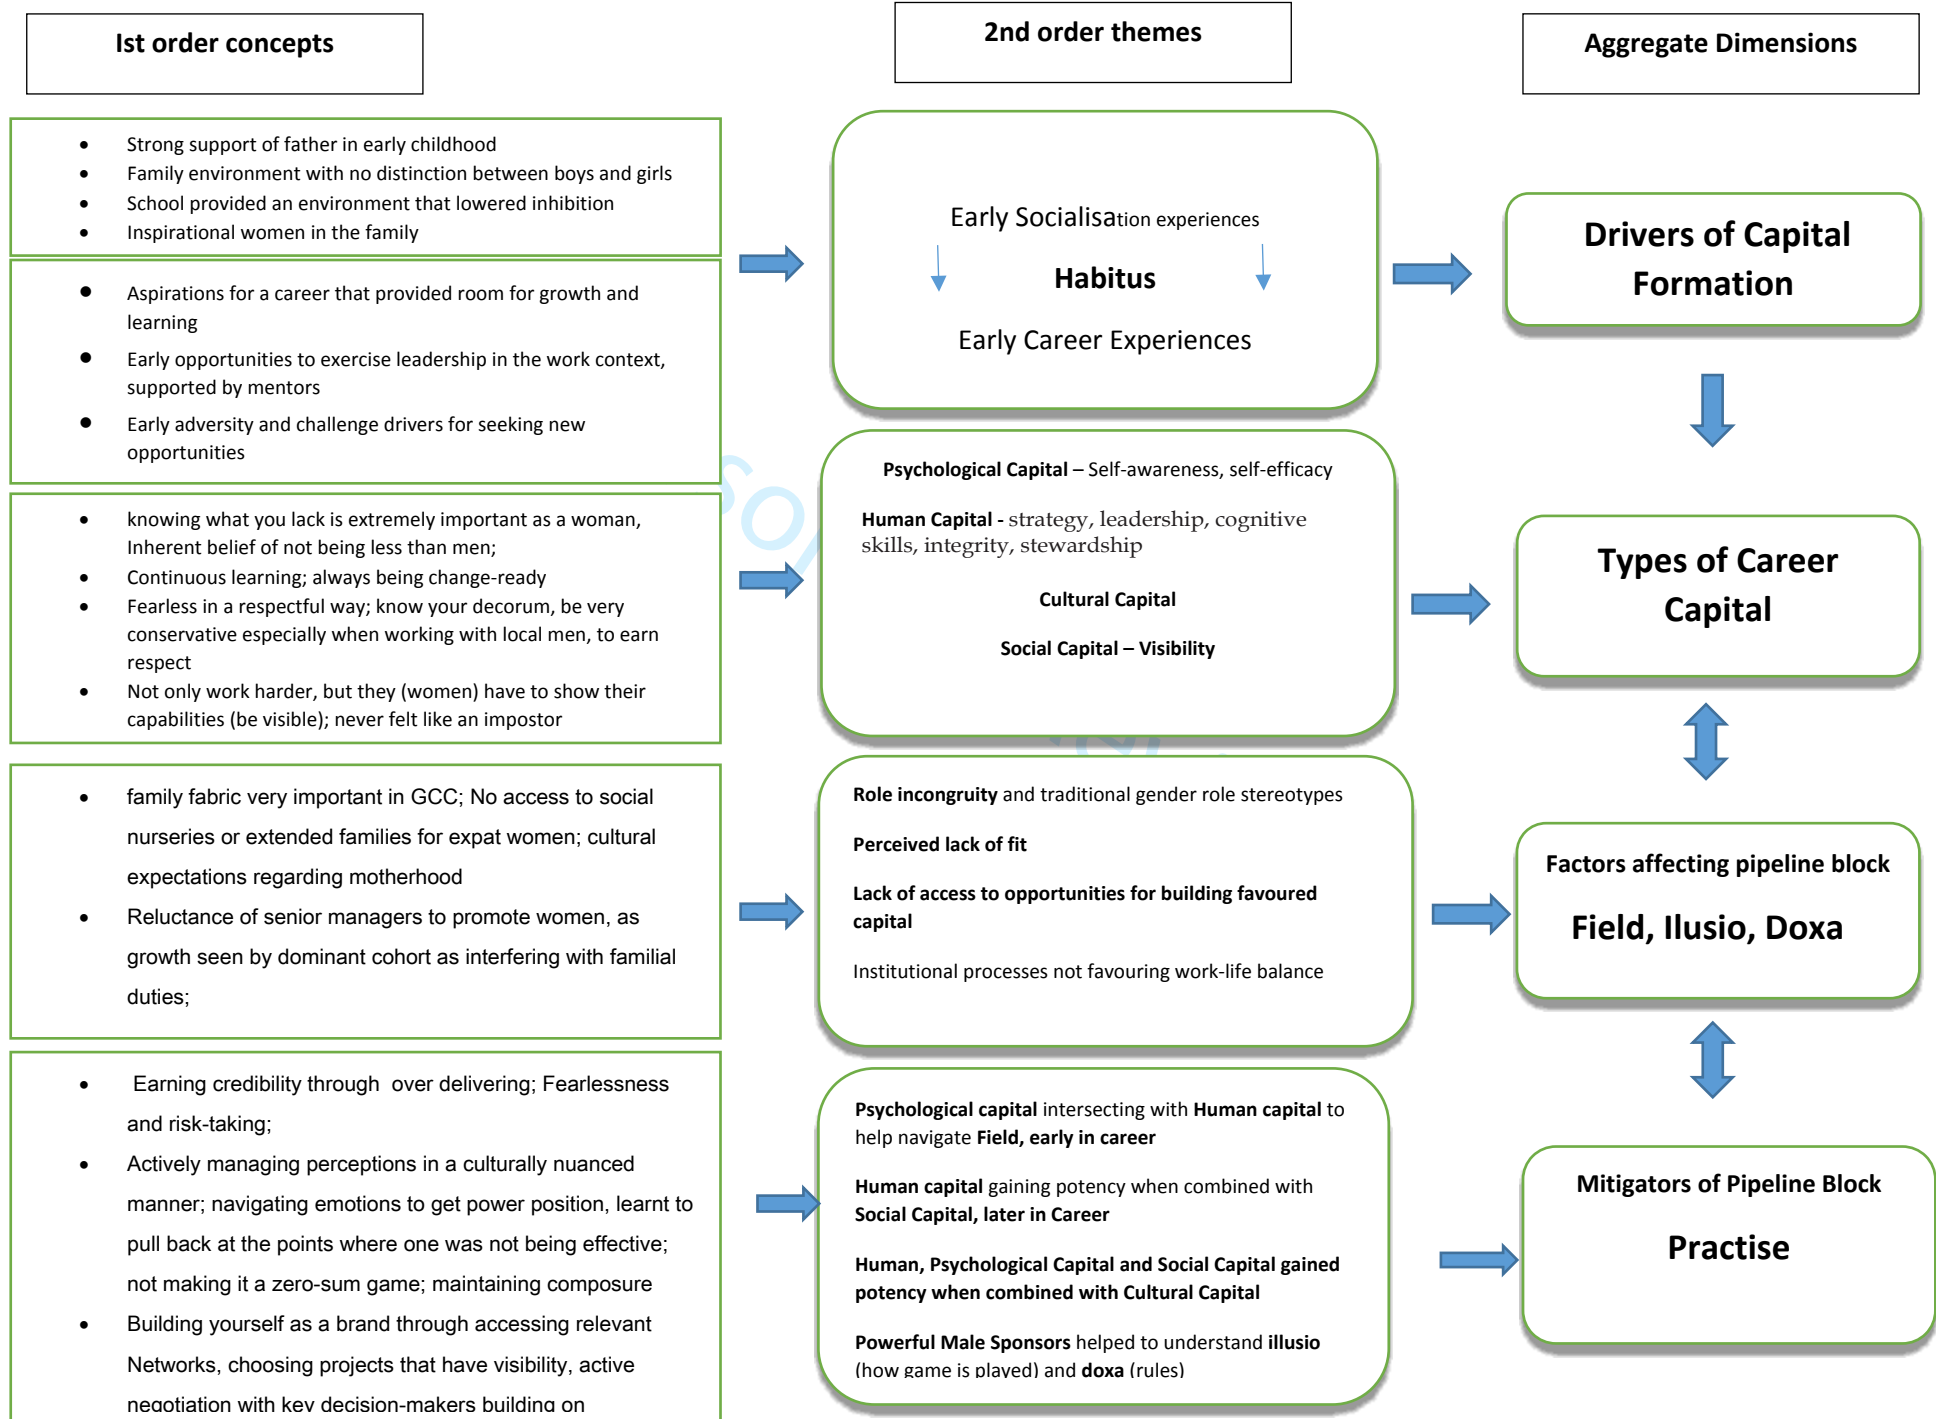 Ist order concepts
2nd order themes
Aggregate Dimensions
• Strong support of father in early childhood
• Family environment with no distinction between boys and girls
• School provided an environment that lowered inhibition
• Inspirational women in the family
• Aspirations for a career that provided room for growth and
learning
• Early opportunities to exercise leadership in the work context,
supported by mentors
• Early adversity and challenge drivers for seeking new
opportunities
Early Socialisation experiences
Habitus
Early Career Experiences
Drivers of Capital
Formation
• knowing what you lack is extremely important as a woman,
Inherent belief of not being less than men;
• Continuous learning; always being change-ready
• Fearless in a respectful way; know your decorum, be very
conservative especially when working with local men, to earn
respect
• Not only work harder, but they (women) have to show their
capabilities (be visible); never felt like an impostor
Psychological Capital – Self-awareness, self-efficacy
Human Capital - strategy, leadership, cognitive
skills, integrity, stewardship
Cultural Capital
Social Capital – Visibility
Types of Career
Capital
• family fabric very important in GCC; No access to social
nurseries or extended families for expat women; cultural
expectations regarding motherhood
• Reluctance of senior managers to promote women, as
growth seen by dominant cohort as interfering with familial
duties;
Role incongruity and traditional gender role stereotypes
Perceived lack of fit
Lack of access to opportunities for building favoured
capital
Institutional processes not favouring work-life balance
Factors affecting pipeline block
Field, Ilusio, Doxa
• Earning credibility through over delivering; Fearlessness
and risk-taking;
• Actively managing perceptions in a culturally nuanced
manner; navigating emotions to get power position, learnt to
pull back at the points where one was not being effective;
not making it a zero-sum game; maintaining composure
• Building yourself as a brand through accessing relevant
Networks, choosing projects that have visibility, active
negotiation with key decision-makers building on
Psychological capital intersecting with Human capital to
help navigate Field, early in career
Human capital gaining potency when combined with
Social Capital, later in Career
Human, Psychological Capital and Social Capital gained
potency when combined with Cultural Capital
Powerful Male Sponsors helped to understand illusio
(how game is played) and doxa (rules)
Mitigators of Pipeline Block
Practise